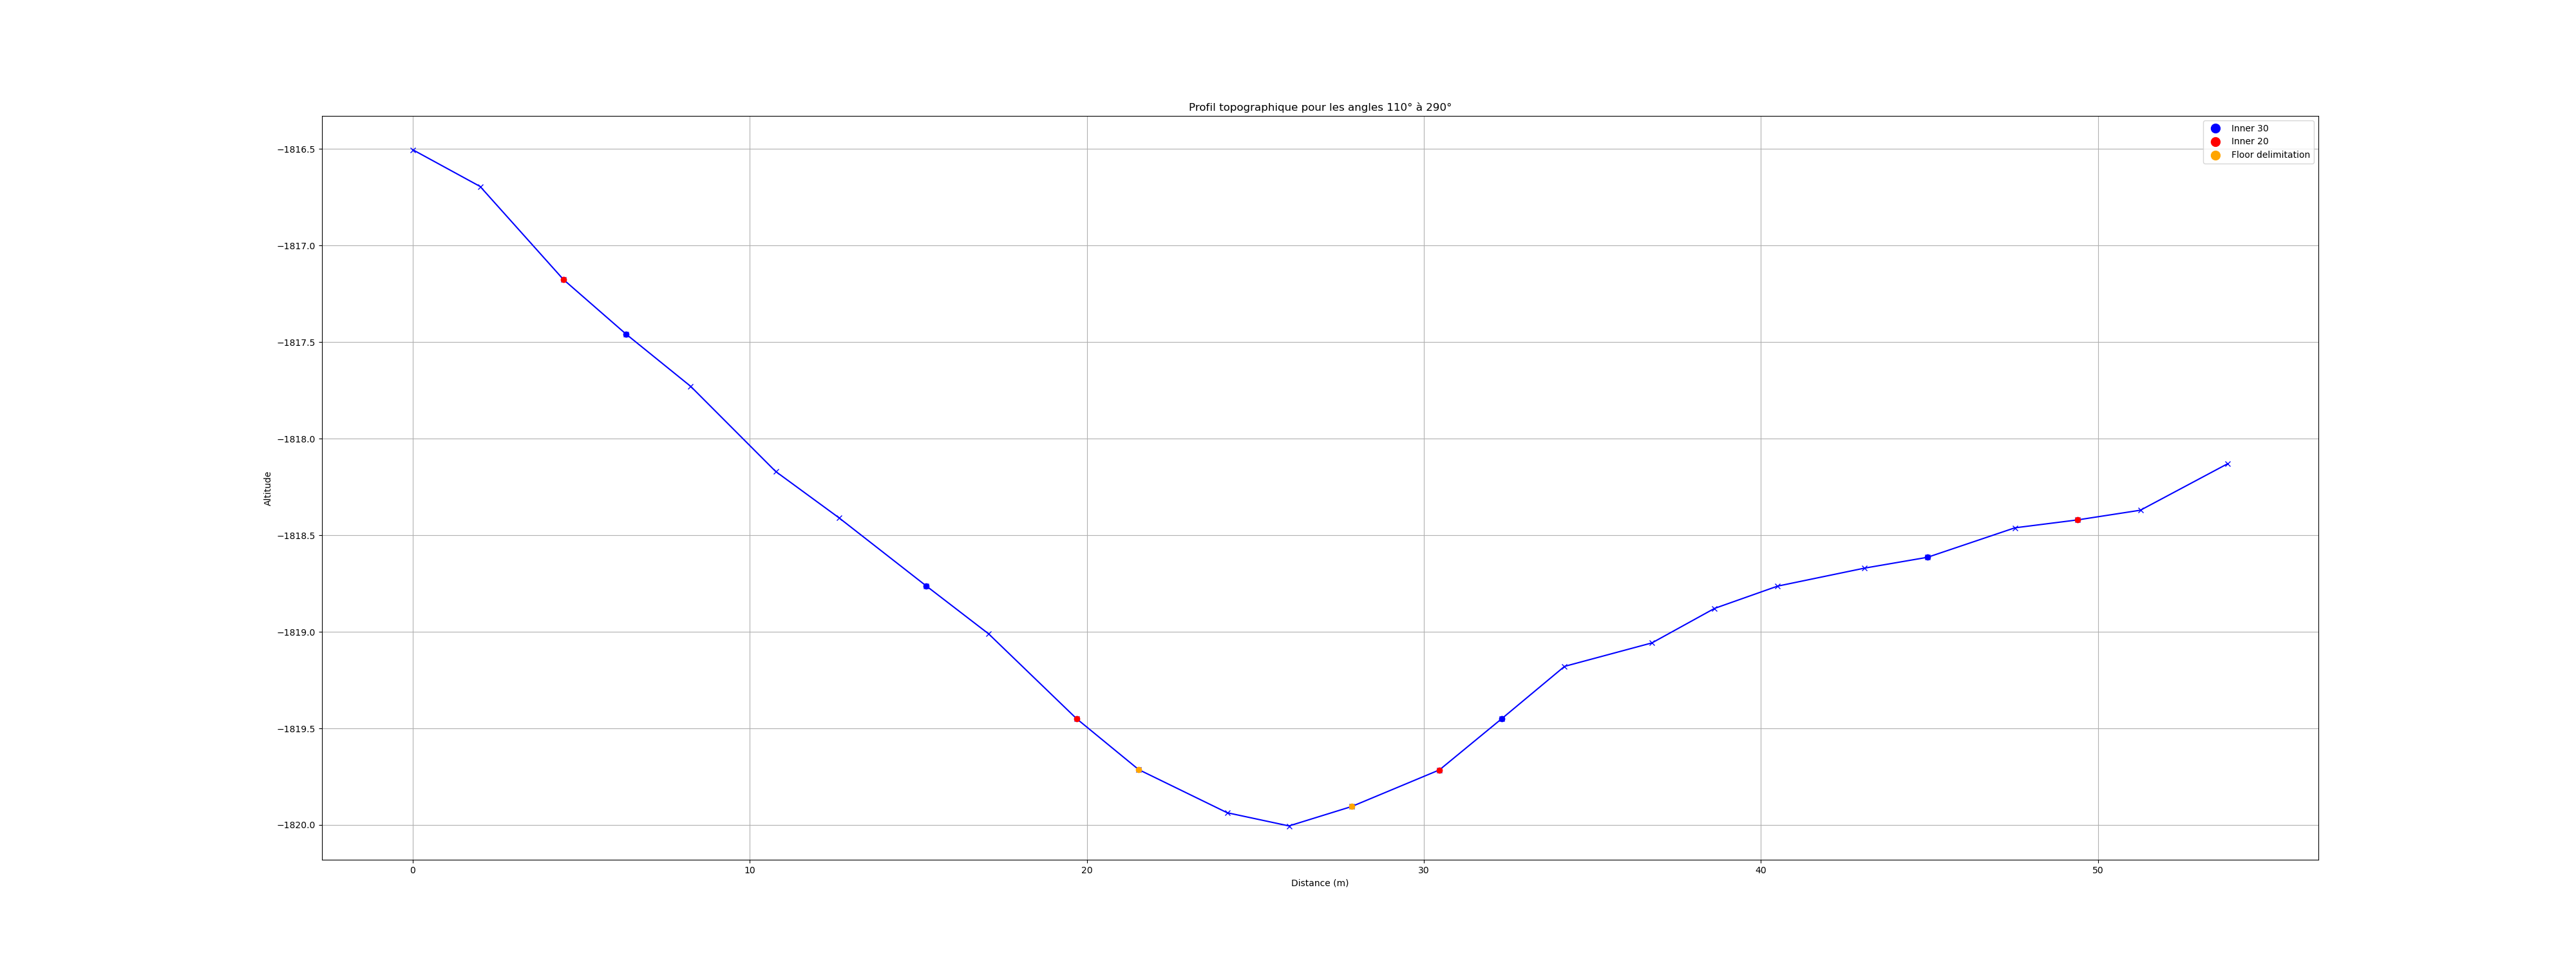 Profil topographique pour les angles 110° à 290°
Inner 30
Inner 20
Floor delimitation
−1816.5
−1817.0
−1817.5
−1818.0
−1818.5
−1819.0
−1819.5
−1820.0
Altitude
0 10 20 30 40 50
Distance (m)